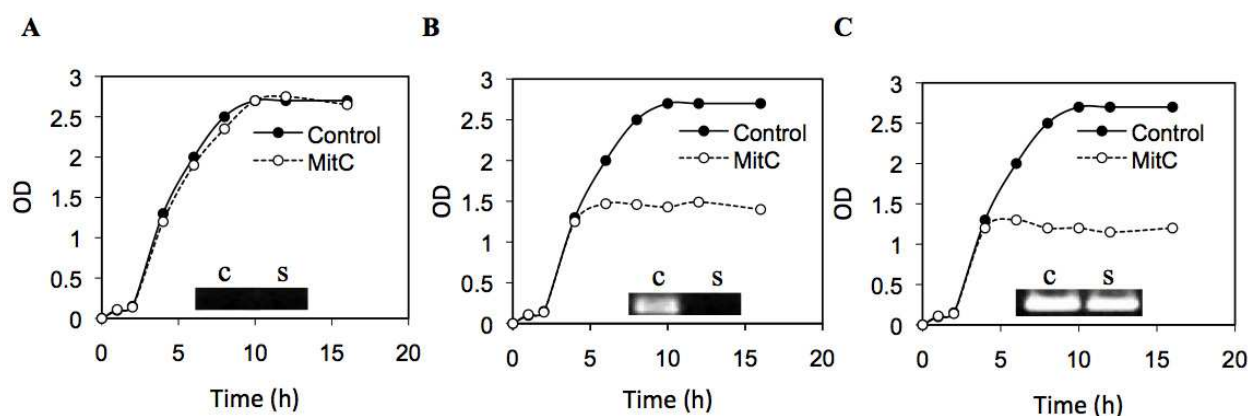 A B C
3 3 3
2.5 2.5 2.5
2 2 2
1.5 1.5 1.5
1 1 1
0.5 0.5 0.5
0 0 0
OD OD OD
Control Control Control
MitC MitC MitC
C S C S C S
0 5 10 15 20 0 5 10 15 20 0 5 10 15 20
Time (h) Time (h) Time (h)